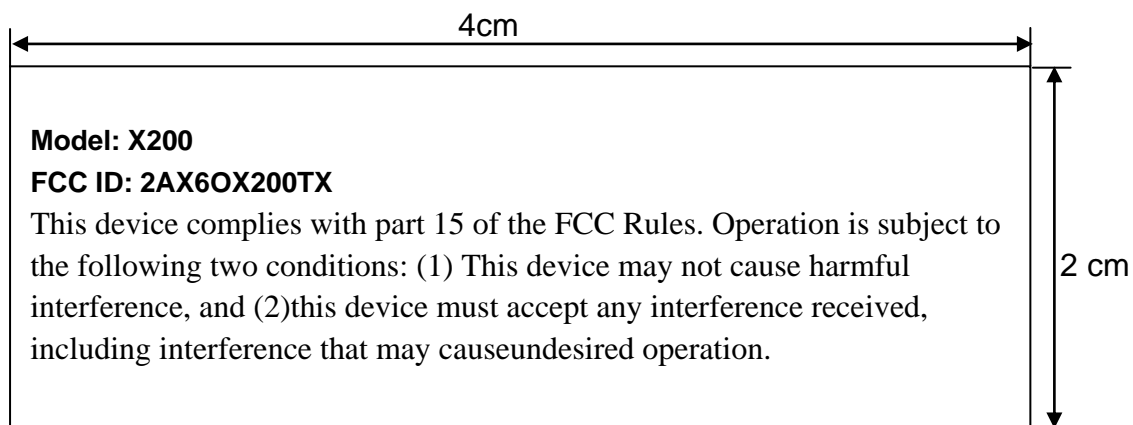 4cm
Model: X200
FCC ID: 2AX6OX200TX
This device complies with part 15 of the FCC Rules. Operation is subject to
the following two conditions: (1) This device may not cause harmful
interference, and (2)this device must accept any interference received,
including interference that may causeundesired operation.
2 cm